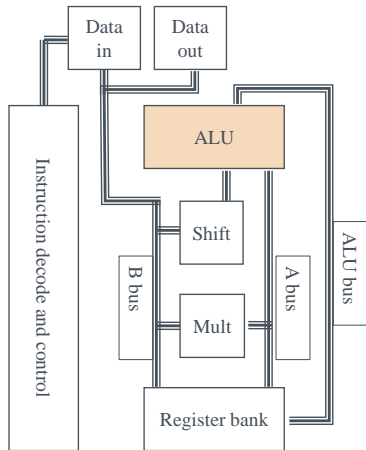 Data
in
Data
out
ALU
Instruction decode and control
Shift
B bus
A bus
ALU bus
Mult
Register bank